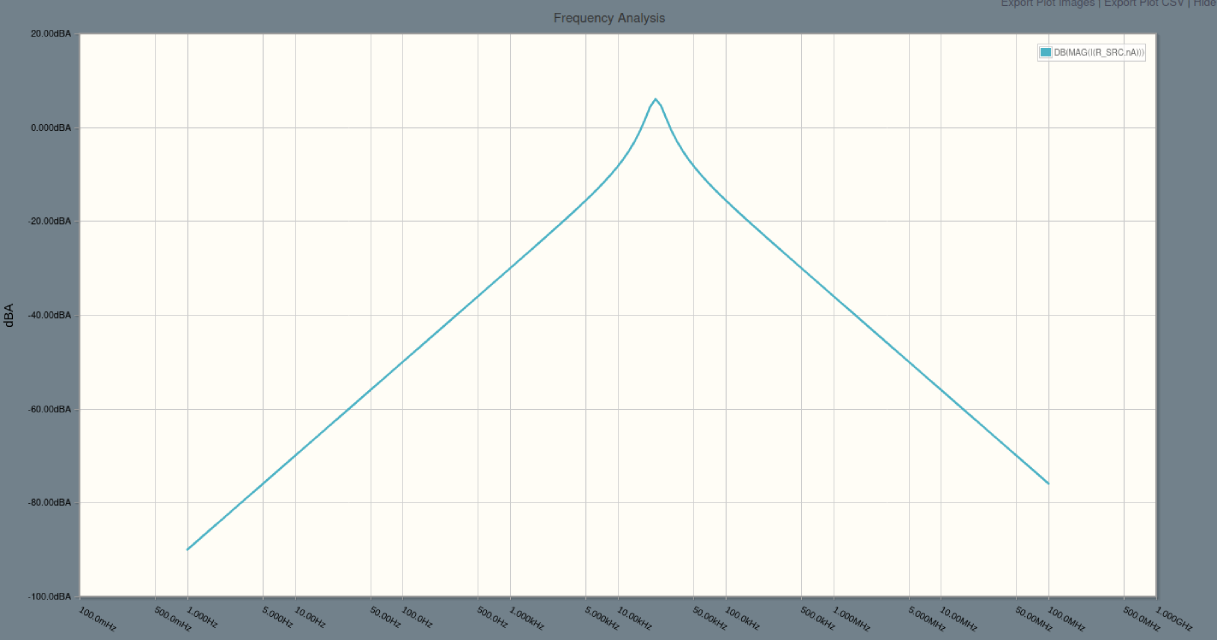 Export Plot Images | Export Plot CSV | Hide
Frequency Analysis
20.00dBA
DB(MAG(I(R_SRC.nA)))
0.000dBA
-20.00dBA
dBA
-40.00dBA
-60.00dBA
-80.00dBA
-100.0dBA
100.0mHz 500.0mHz 1.000Hz 5.000Hz 10.00Hz 50.00Hz 100.0Hz 500.0Hz 1.000kHz 5.000kHz 10.00kHz 50.00kHz 100.0kHz 500.0kHz 1.000MHz 5.000MHz 10.00MHz 50.00MHz 100.0MHz 500.0MHz 1.000GHz